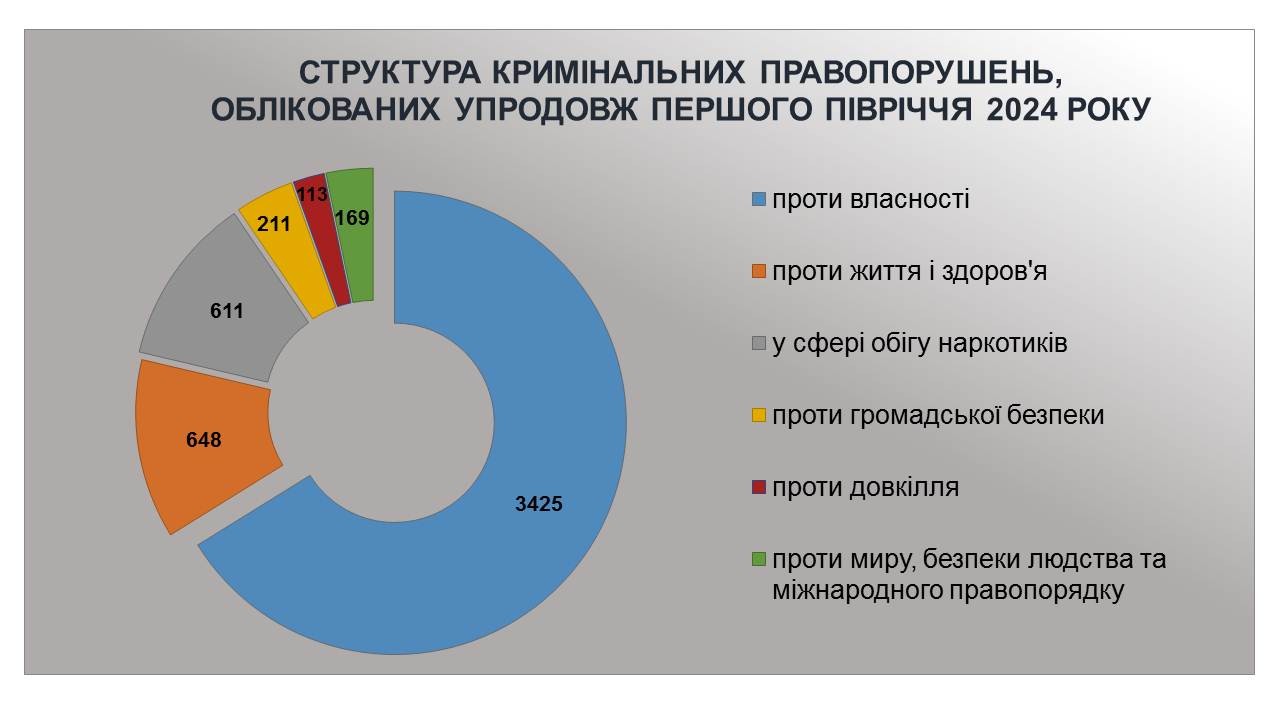 СТРУКТУРА КРИМІНАЛЬНИХ ПРАВОПОРУШЕНЬ,
ОБЛІКОВАНИХ УПРОДОВЖ ПЕРШОГО ПІВРІЧЧЯ 2024 РОКУ
113
169
211
611
648
3425
проти власності
проти життя і здоров'я
у сфері обігу наркотиків
проти громадської безпеки
проти довкілля
проти миру, безпеки людства та
міжнародного правопорядку